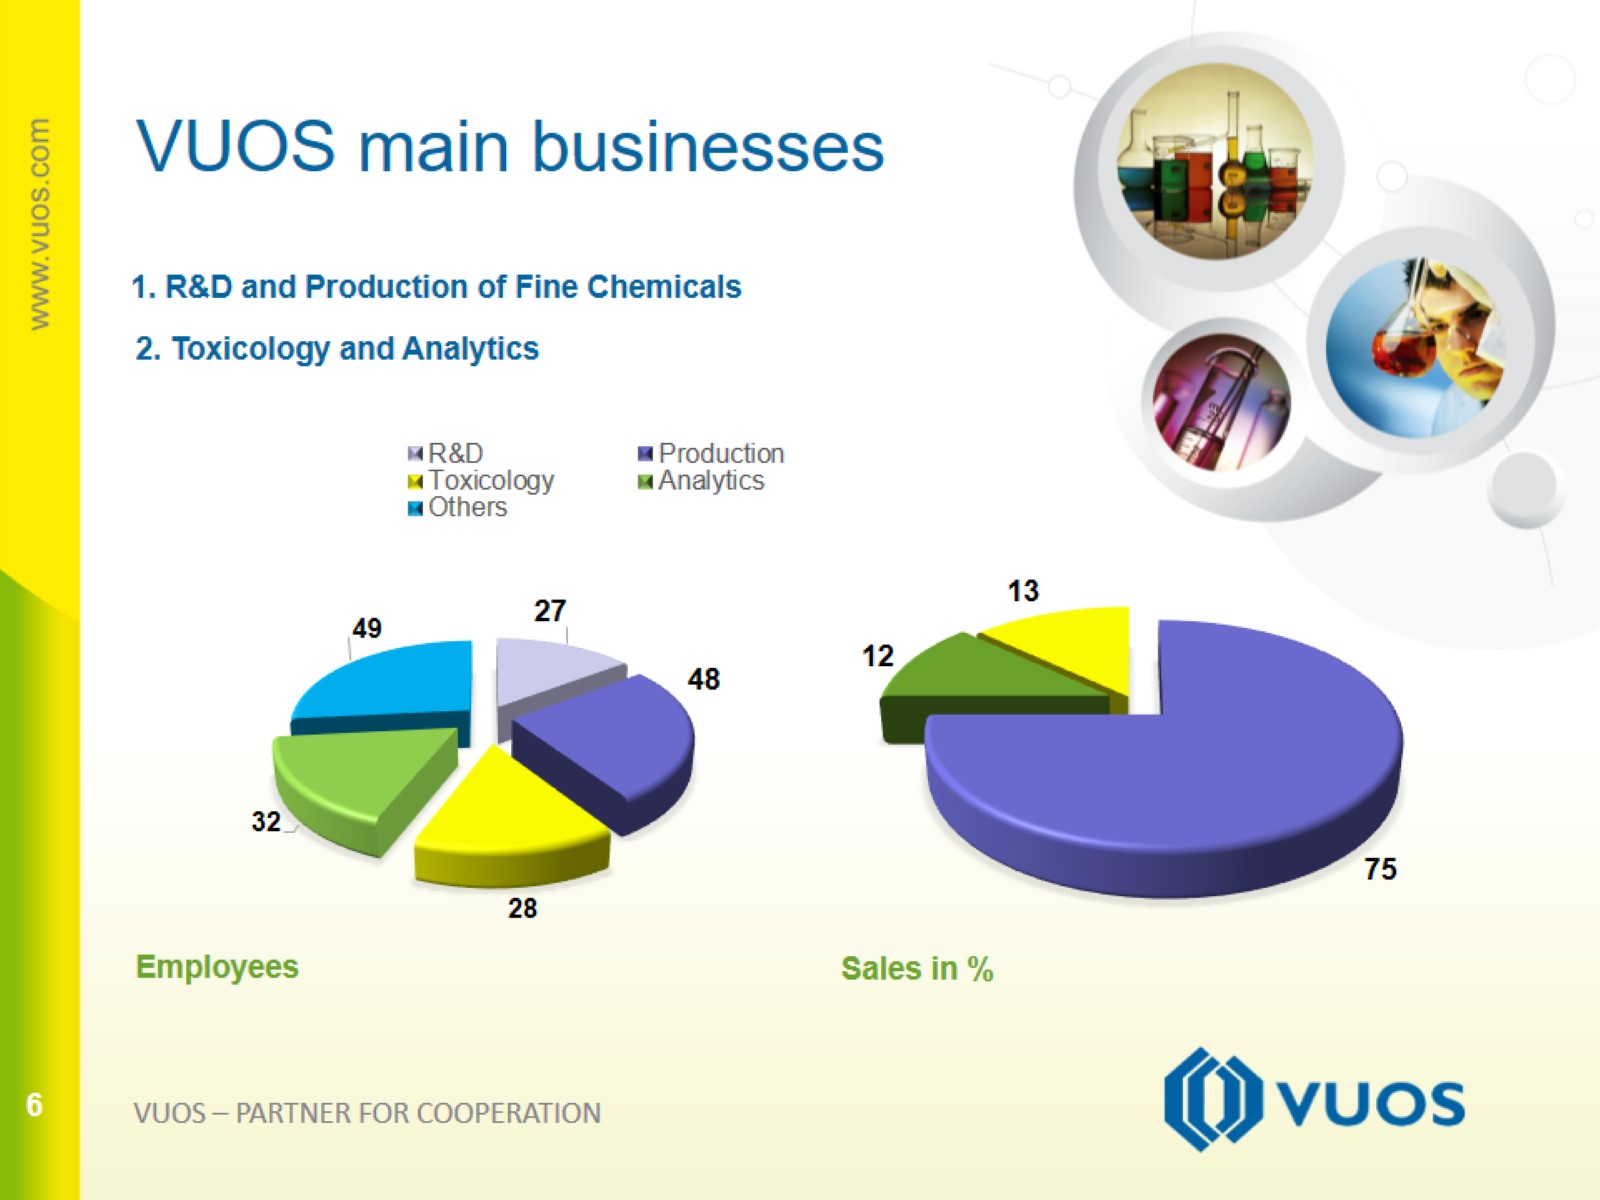 www.vuos.com
VUOS main businesses
1. R&D and Production of Fine Chemicals
2. Toxicology and Analytics
R&D
Production
Toxicology
Analytics
Others
27
48
28
32
49
Employees
13
12
75
Sales in %
6
VUOS – PARTNER FOR COOPERATION
VUOS